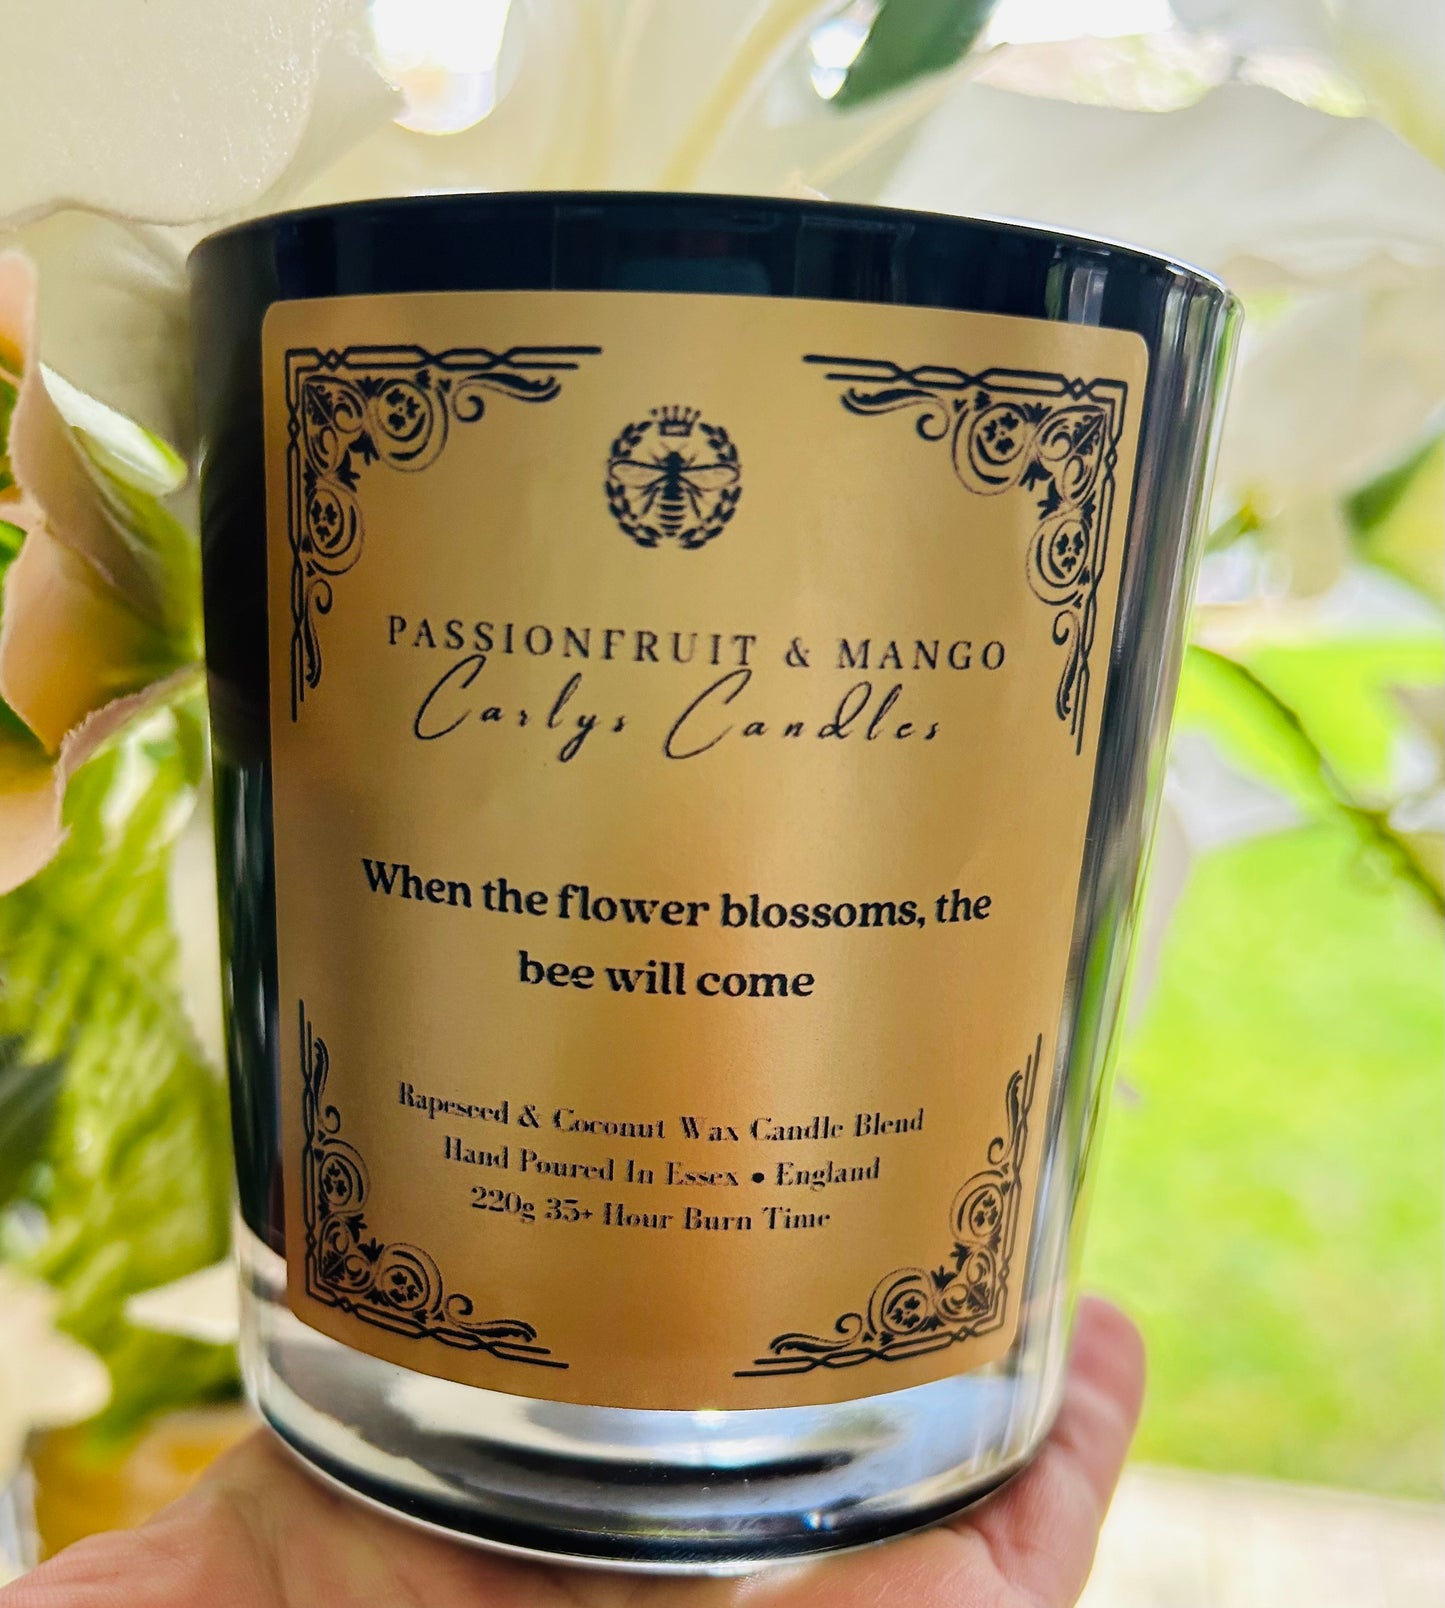 PASSIONFRUIT & MANGO
Carlys Candles
When the flower blossoms, the
bee will come
Rapeseed & Coconut Wax Candle Blend
Hand Poured In Essex • England
220g 35+ Hour Burn Time